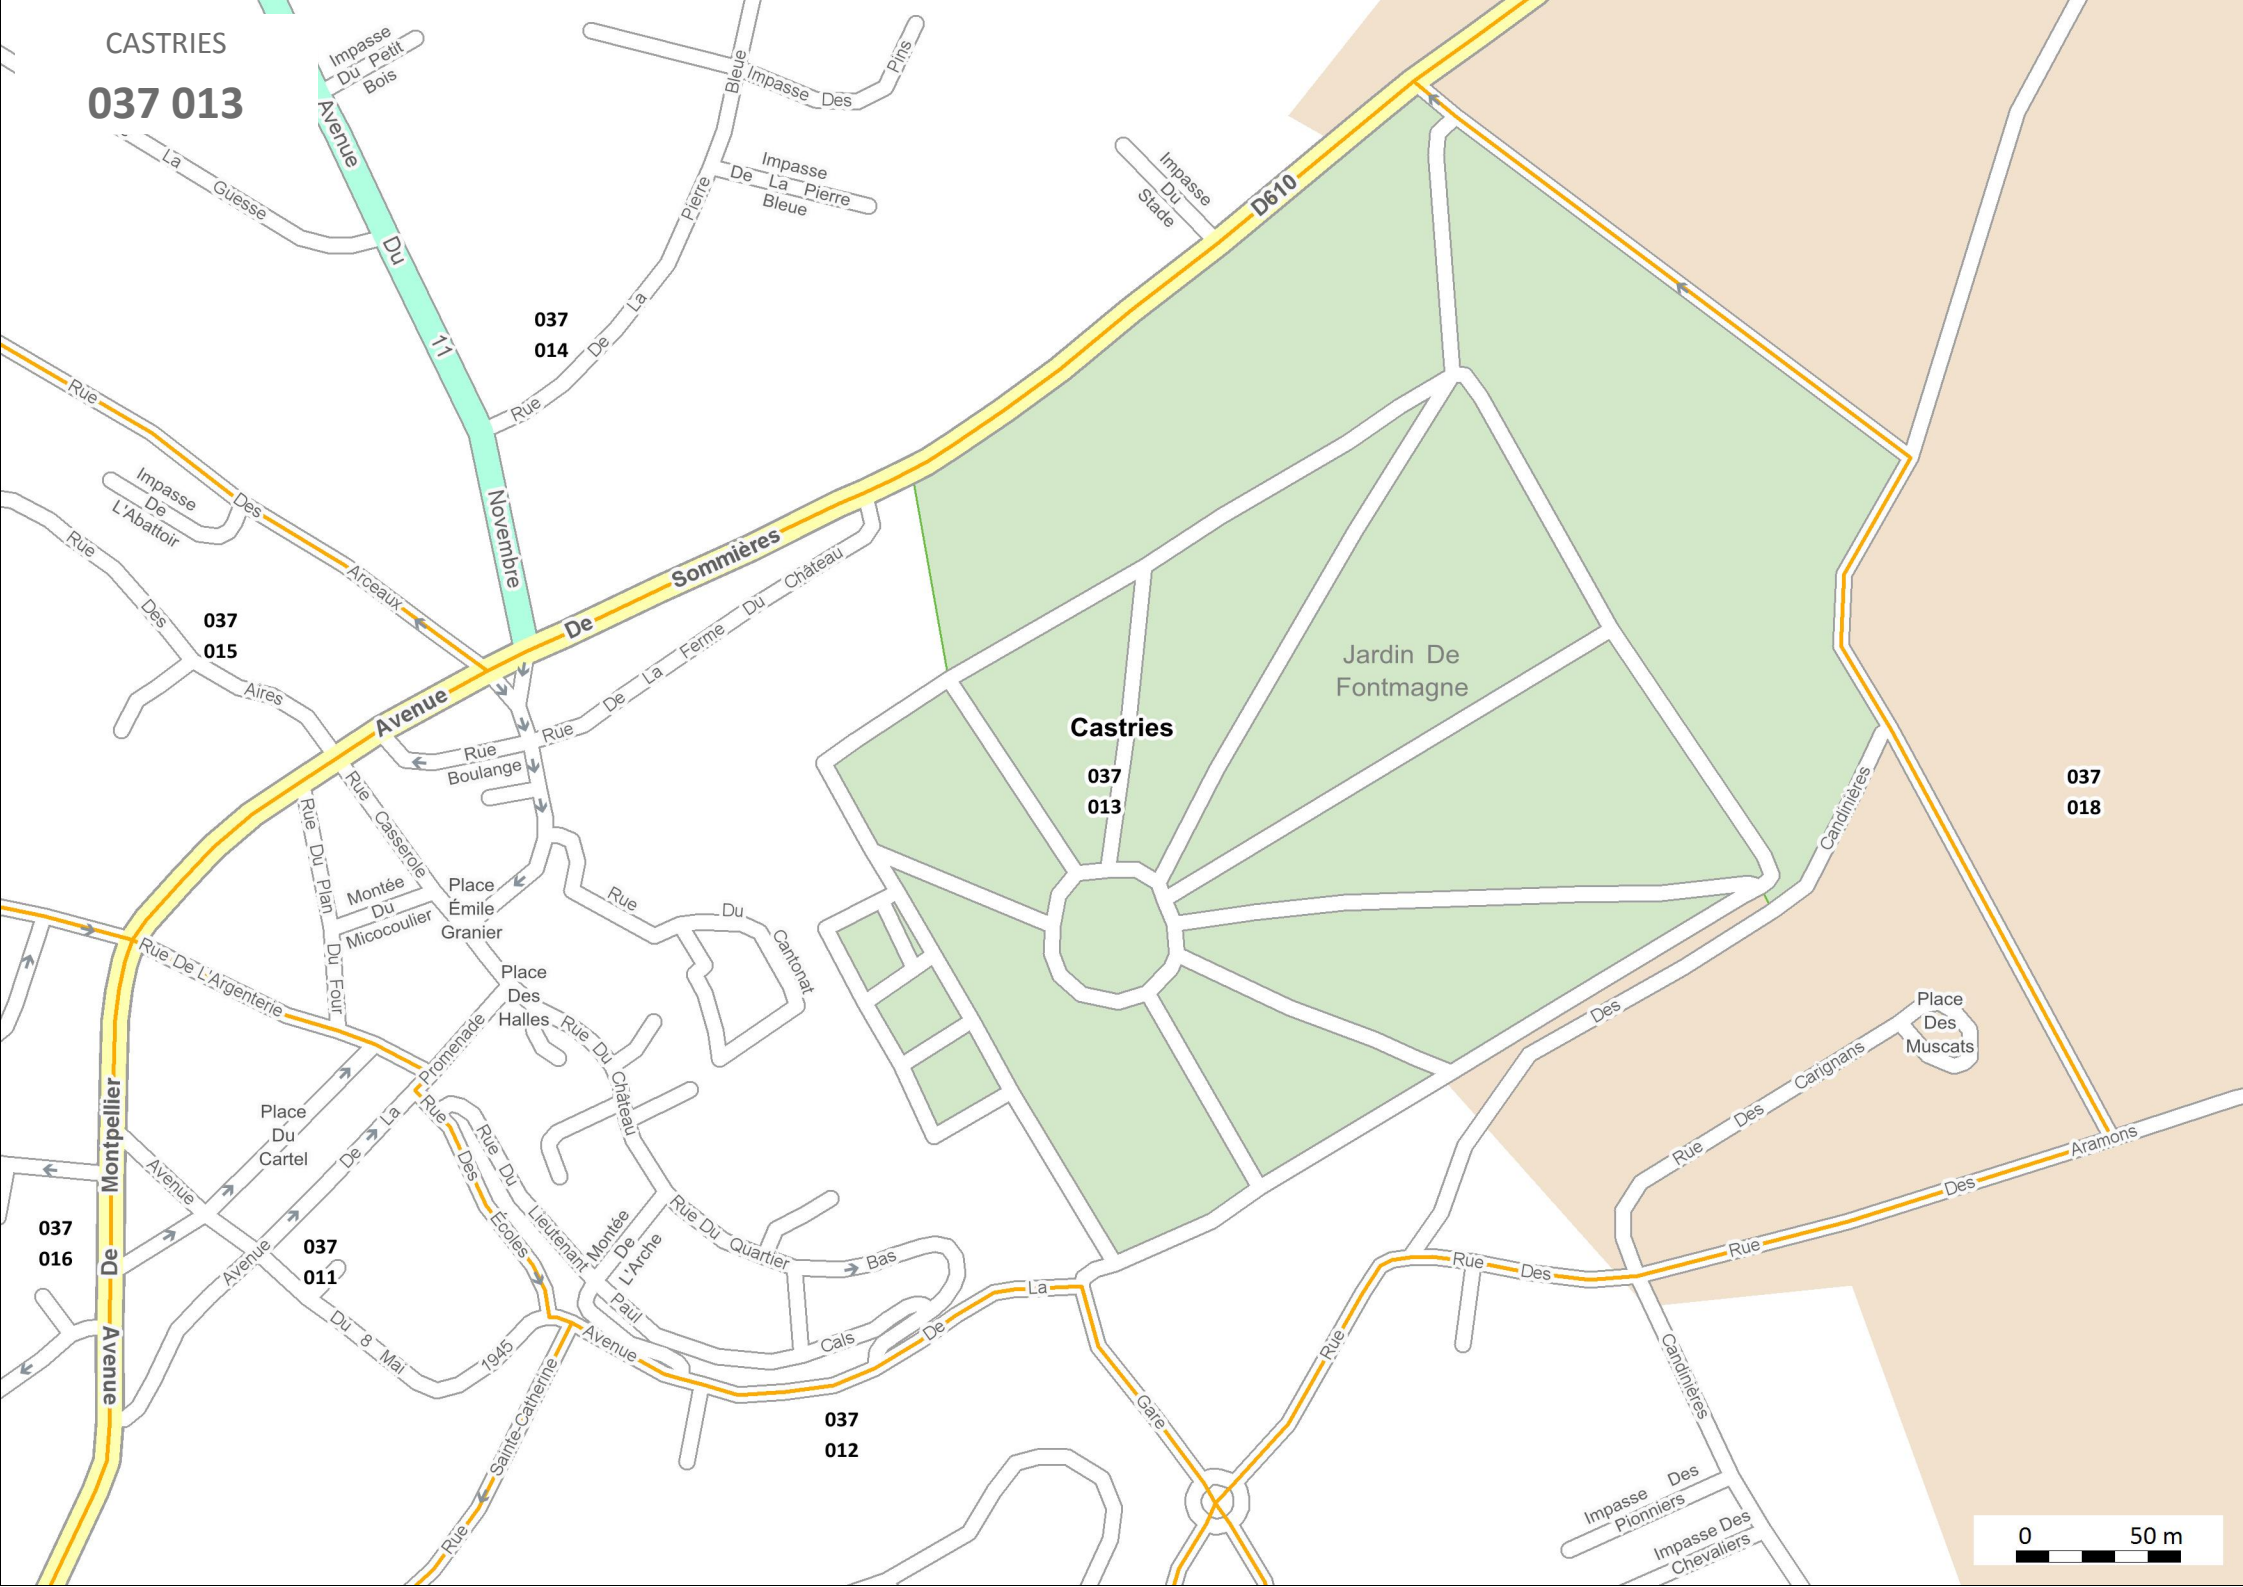 CASTRIES
037 013
Impasse
Du Petit
Bois
Avenue Du 11 Novembre
La Guesse
Bleue
Impasse Des Pins
Impasse
De La Pierre
Bleue
Rue De La Pierre
Impasse
Du
Stade
D610
037
014
Rue Des Arceaux
Impasse
De
L'Abattoir
Rue Des Aires
037
015
Avenue De Sommières
Rue De La Ferme Du Château
Rue
Boulange
Jardin De
Fontmagne
Castries
037
013
037
018
Rue Casserole
Rue Du Plan Du Four
Montée
Du
Micocoulier
Place
Émile
Granier
Rue Du Cantonat
Candinières
Des
Rue De L'Argenterie
Place
Des
Halles
Promenade
Rue Du Château
Place
Des
Muscats
Rue Des Carignans
Rue Des Aramons
Avenue De Montpellier
Place
Du
Cartel
Avenue De La
Rue Des Écoles
Rue Du Lieutenant
Paul Cals
Montée
De
L'Arche
Rue Du Quartier Bas
037
016
037
011
Avenue Du 8 Mai 1945
Avenue De La Gare
Rue Sainte-Catherine
037
012
Rue
Rue Des
Candinières
Impasse Des
Pionniers
Impasse Des
Chevaliers
0 50 m